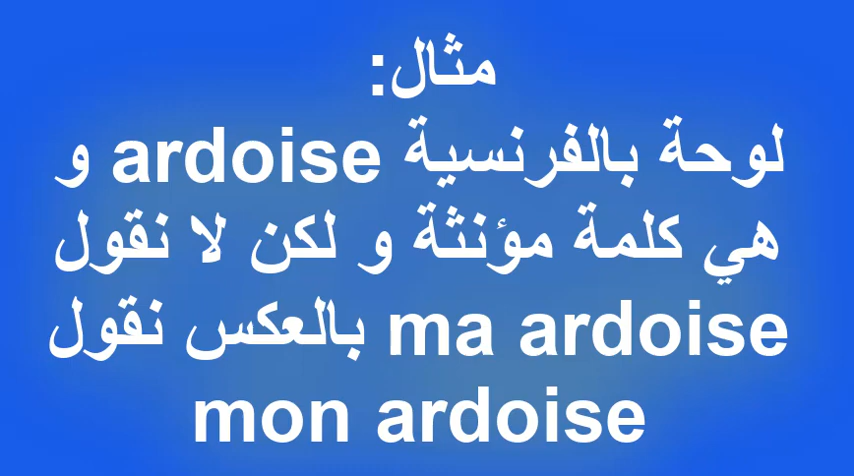 مثال:
لوحة بالفرنسية ardoise و
هي كلمة مؤنثة و لكن لا نقول
ma ardoise بالعكس نقول
mon ardoise